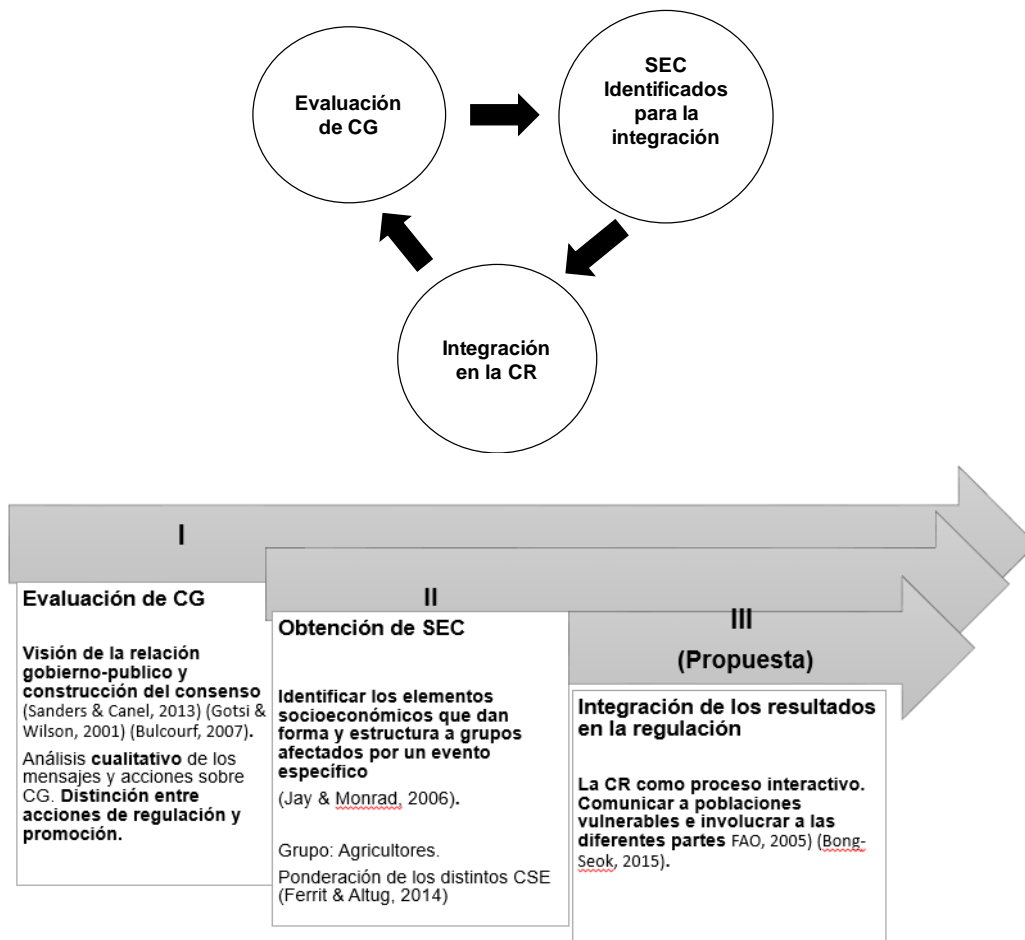 Evaluación
de CG
SEC
Identificados
para la
integración
Integración
en la CR
I
Evaluación de CG
Visión de la relación
gobierno-publico y
construcción del consenso
(Sanders & Canel, 2013) (Gotsi &
Wilson, 2001) (Bulcourf, 2007).
Análisis cualitativo de los
mensajes y acciones sobre
CG. Distinción entre
acciones de regulación y
promoción.
II
Obtención de SEC
Identificar los elementos
socioeconómicos que dan
forma y estructura a grupos
afectados por un evento
específico
(Jay & Monrad, 2006).
Grupo: Agricultores.
Ponderación de los distintos CSE
(Ferrit & Altug, 2014)
III
(Propuesta)
Integración de los resultados
en la regulación
La CR como proceso interactivo.
Comunicar a poblaciones
vulnerables e involucrar a las
diferentes partes FAO, 2005) (Bong-
Seok, 2015).